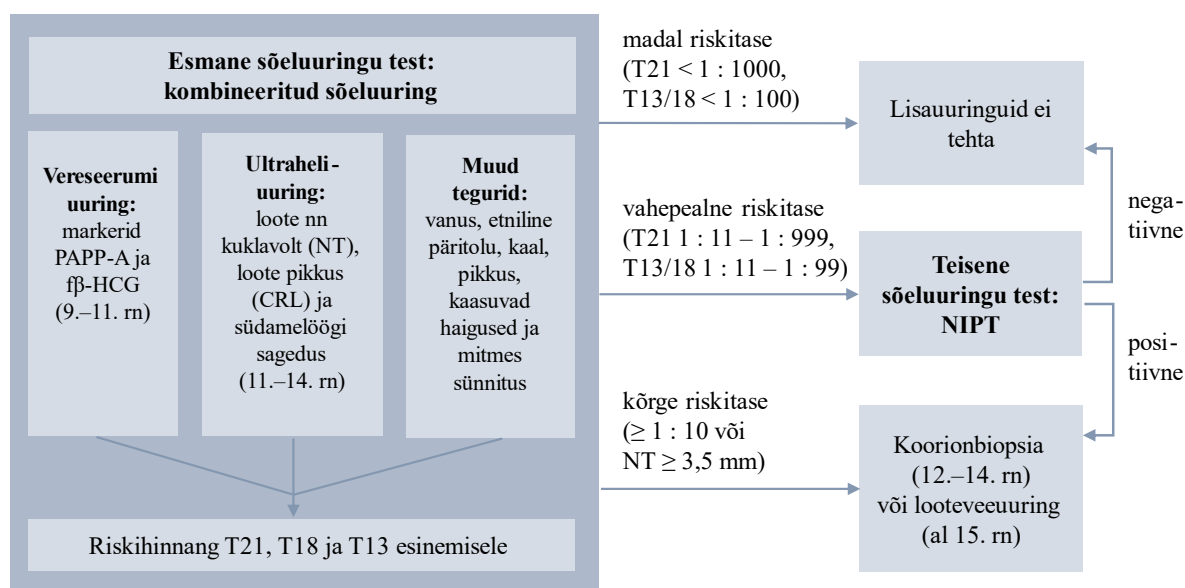 Esmane sõeluuringu test:
kombineeritud sõeluuring
Vereseerumi
uuring:
markerid
PAPP-A ja
fβ-HCG
(9.–11. rn)
Ultraheli-
uuring:
loote nn
kuklavolt (NT),
loote pikkus
(CRL) ja
südamelöögi
sagedus
(11.–14. rn)
Muud
tegurid:
vanus, etniline
päritolu, kaal,
pikkus,
kaasuvad
haigused ja
mitmes
sünnitus
Riskihinnang T21, T18 ja T13 esinemisele
madal riskitase
(T21 < 1 : 1000,
T13/18 < 1 : 100)
vahepealne riskitase
(T21 1 : 11 – 1 : 999,
T13/18 1 : 11 – 1 : 99)
kõrge riskitase
(≥ 1 : 10 või
NT ≥ 3,5 mm)
Lisauuringuid ei
tehta
Teisene
sõeluuringu test:
NIPT
Koorionbiopsia
(12.–14. rn)
või looteveeuuring
(al 15. rn)
nega-
tiivne
posi-
tiivne